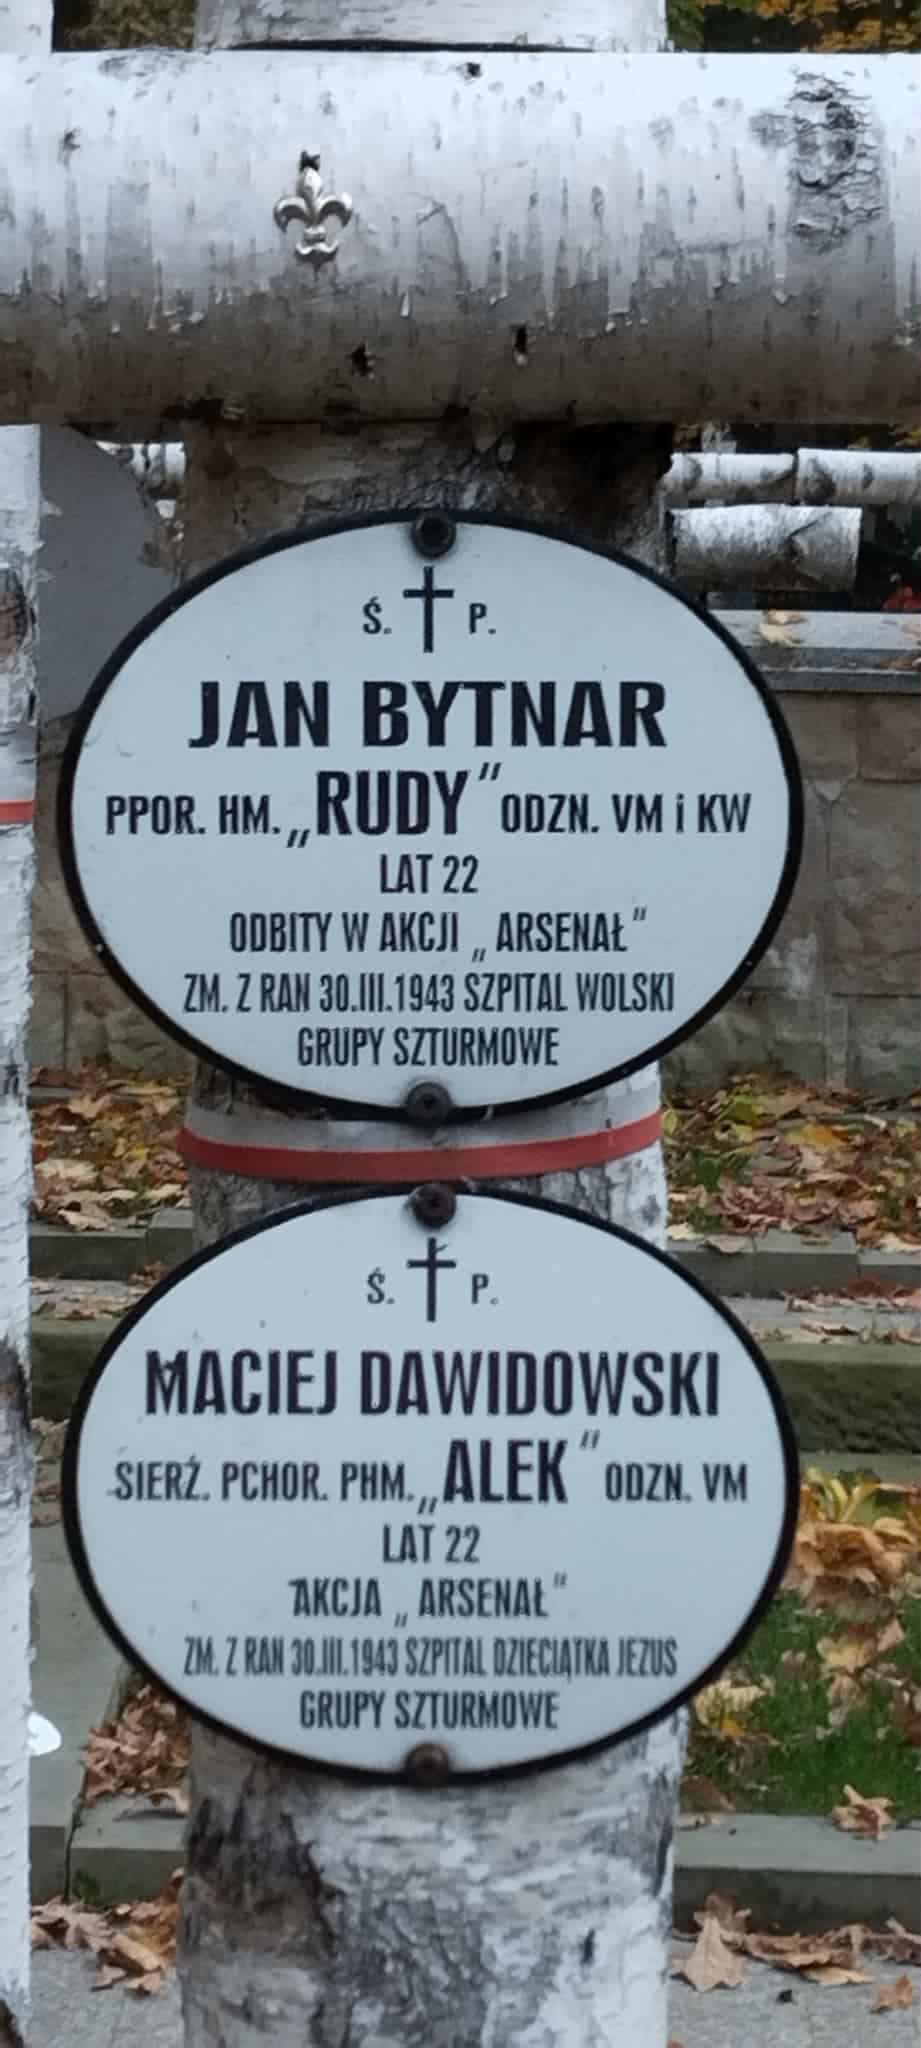 Ś. P.
JAN BYTNAR
PPOR. HM. „RUDY” ODZN. VM i KW
LAT 22
ODBITY W AKCJI „ARSENAŁ”
ZM. Z RAN 30.III.1943 SZPITAL WOLSKI
GRUPY SZTURMOWE
Ś. P.
MACIEJ DAWIDOWSKI
SIERŻ. PCHOR. PHM. „ALEK” ODZN. VM
LAT 22
AKCJA „ARSENAŁ”
ZM. Z RAN 30.III.1943 SZPITAL DZIECIĄTKA JEZUS
GRUPY SZTURMOWE